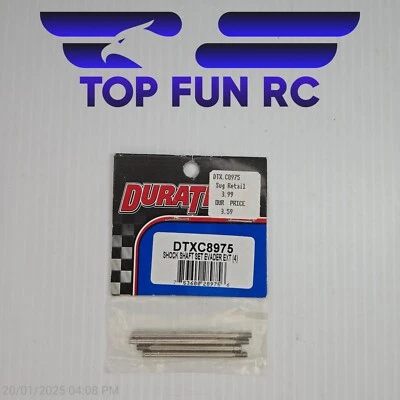 TOP FUN RC
DTX.C8975
Sug Retail
3.99
OUR PRICE
3.59
DURAT
DTXC8975
SHOCK SHAFT SET EVADER EXT (4)
20/01/2025 04:08 PM